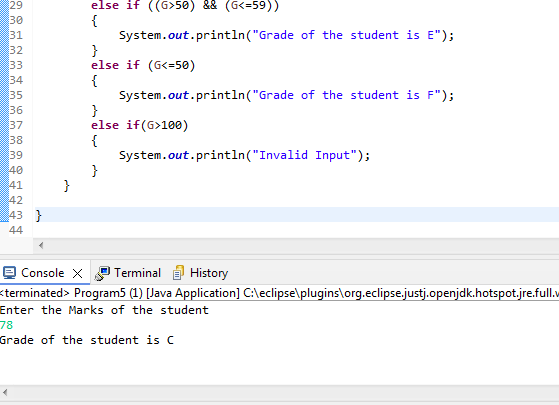 29 else if ((G>50) && (G<=59))
30 {
31 System.out.println("Grade of the student is E");
32 }
33 else if (G<=50)
34 {
35 System.out.println("Grade of the student is F");
36 }
37 else if(G>100)
38 {
39 System.out.println("Invalid Input");
40 }
41 }
42
43 }
44
Console Terminal History
<terminated> Program5 (1) [Java Application] C:\eclipse\plugins\org.eclipse.justj.openjdk.hotspot.jre.full.
Enter the Marks of the student
78
Grade of the student is C